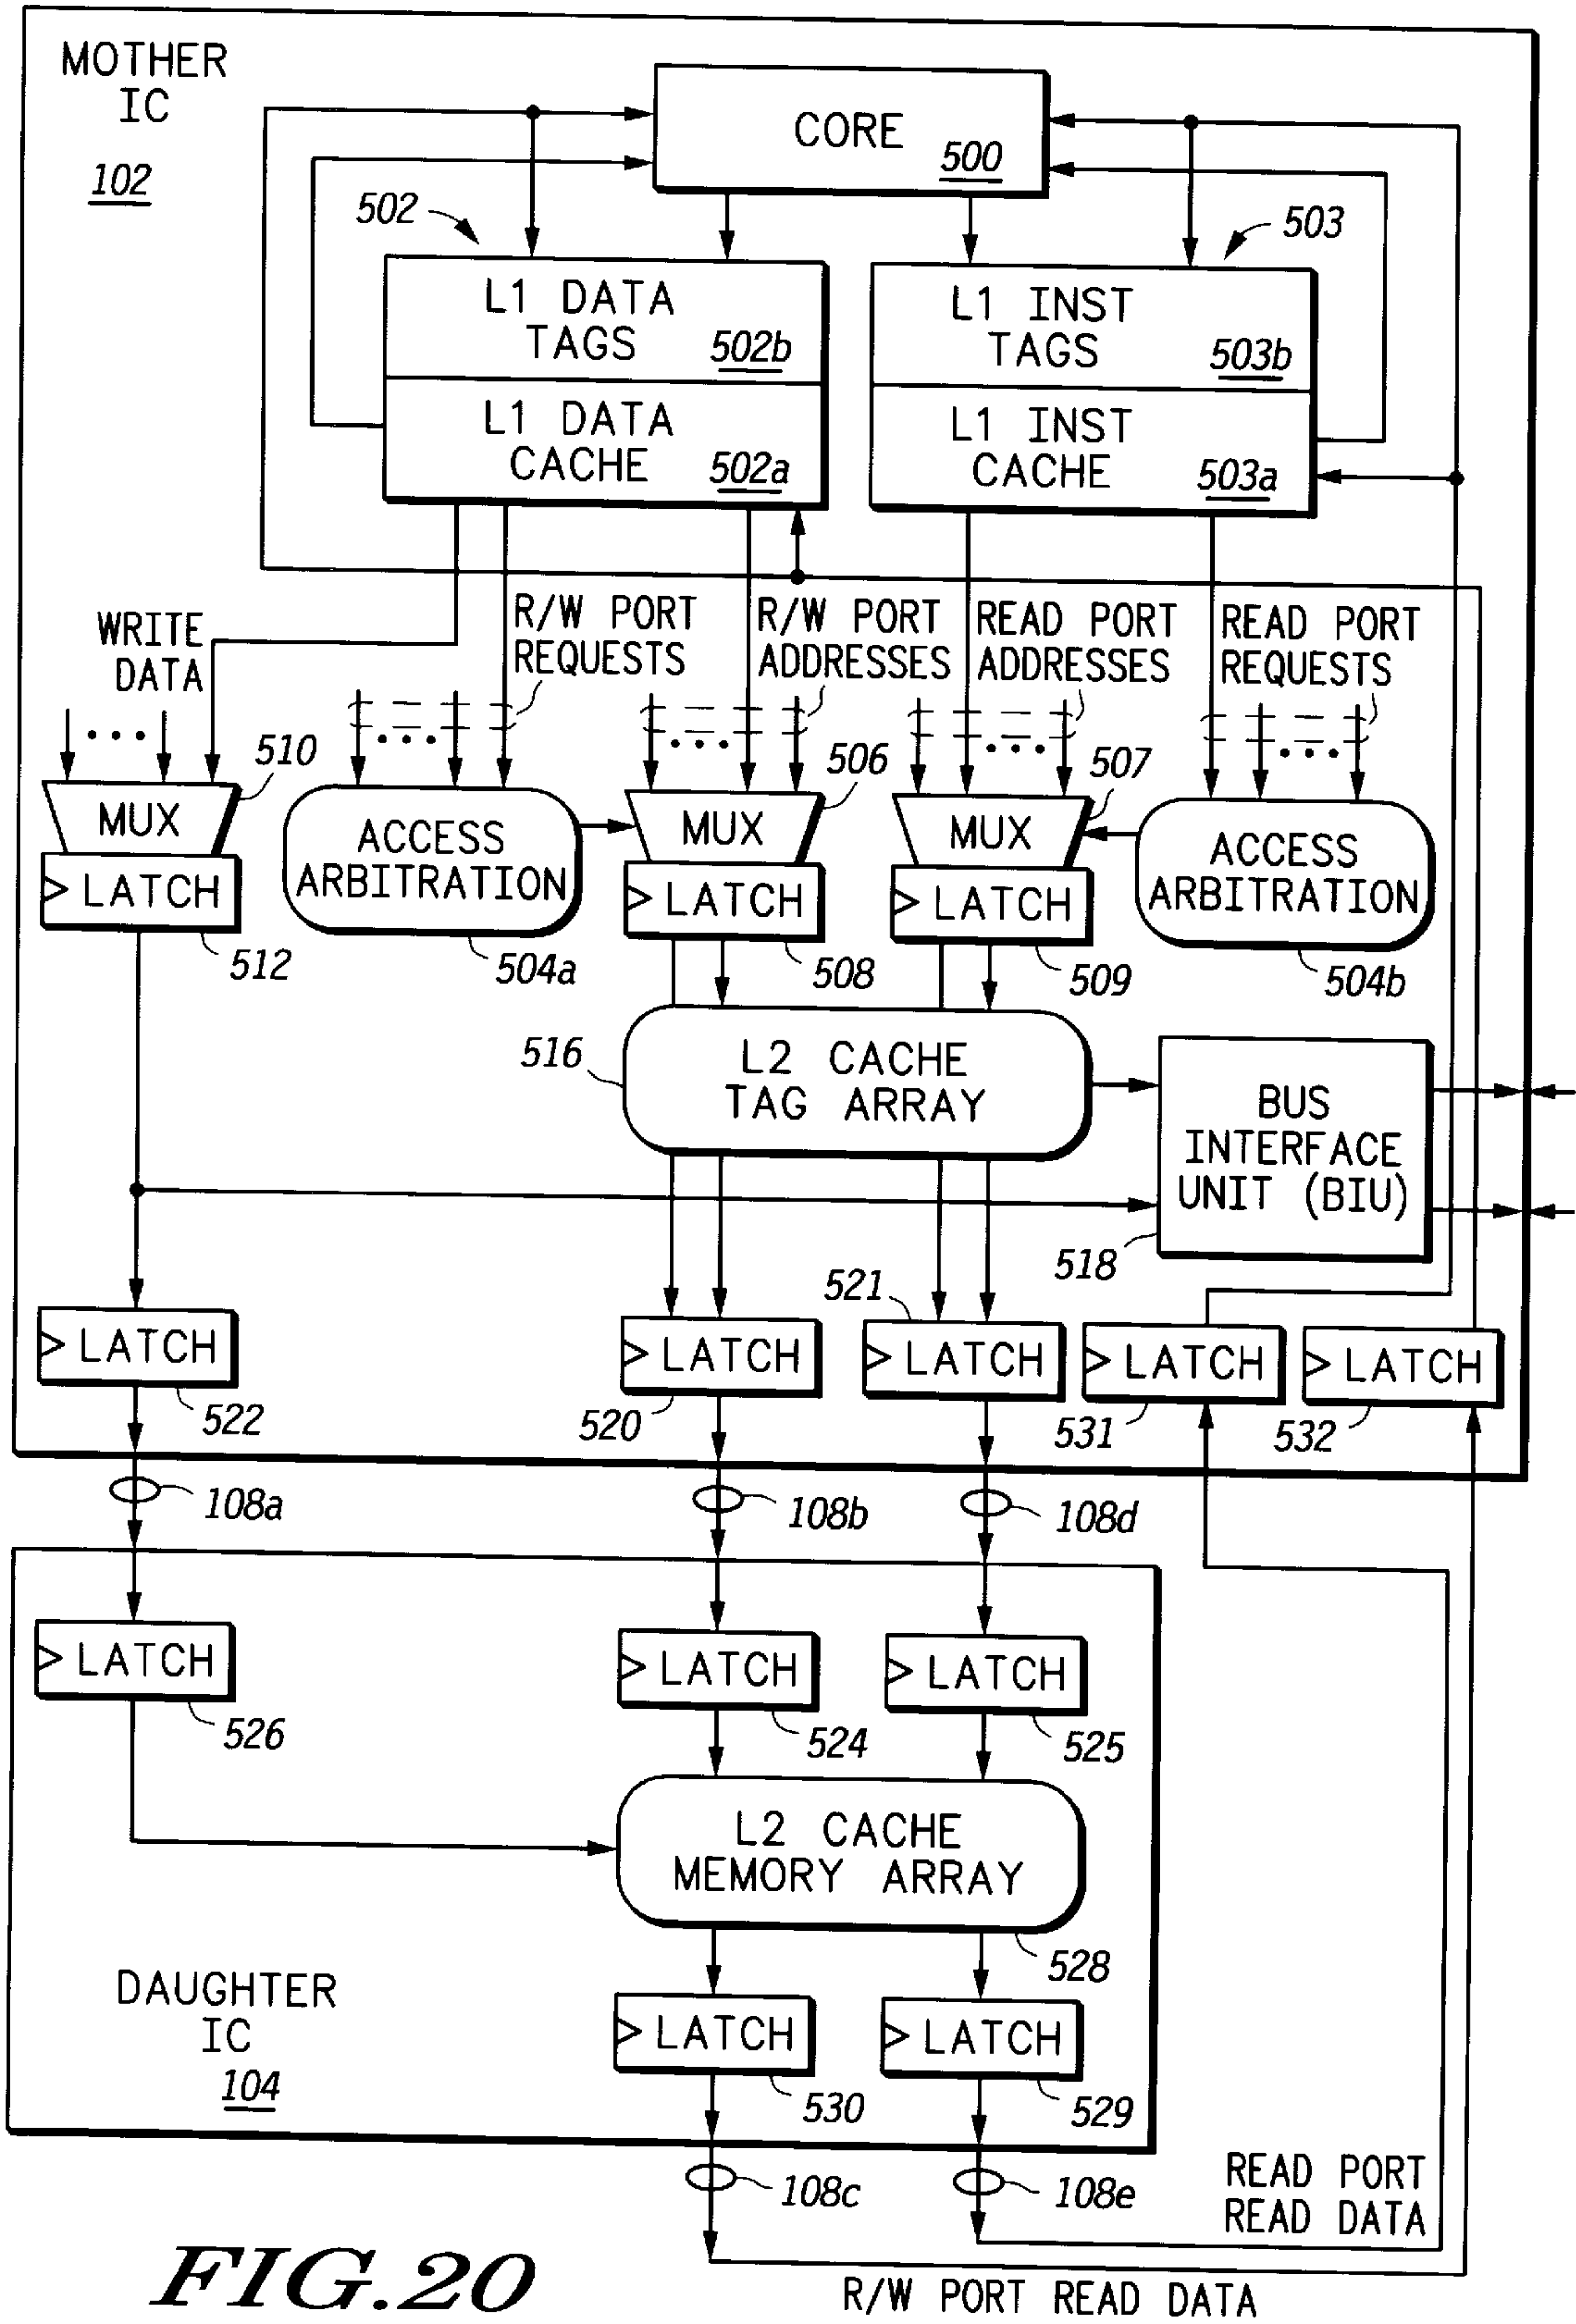 MOTHER
IC
102
CORE
500
502
503
L1 DATA
TAGS
502b
L1 INST
TAGS
503b
L1 DATA
CACHE
502a
L1 INST
CACHE
503a
WRITE
DATA
R/W PORT
REQUESTS
R/W PORT
ADDRESSES
READ PORT
ADDRESSES
READ PORT
REQUESTS
510
506
507
MUX
ACCESS
ARBITRATION
MUX
MUX
ACCESS
ARBITRATION
LATCH
LATCH
LATCH
512
504a
508
509
504b
516
L2 CACHE
TAG ARRAY
BUS
INTERFACE
UNIT (BIU)
518
521
LATCH
LATCH
LATCH
LATCH
LATCH
522
520
531
532
108a
108b
108d
LATCH
LATCH
LATCH
526
524
525
L2 CACHE
MEMORY ARRAY
528
DAUGHTER
IC
104
LATCH
LATCH
530
529
108c
108e
READ PORT
READ DATA
R/W PORT READ DATA
FIG.20